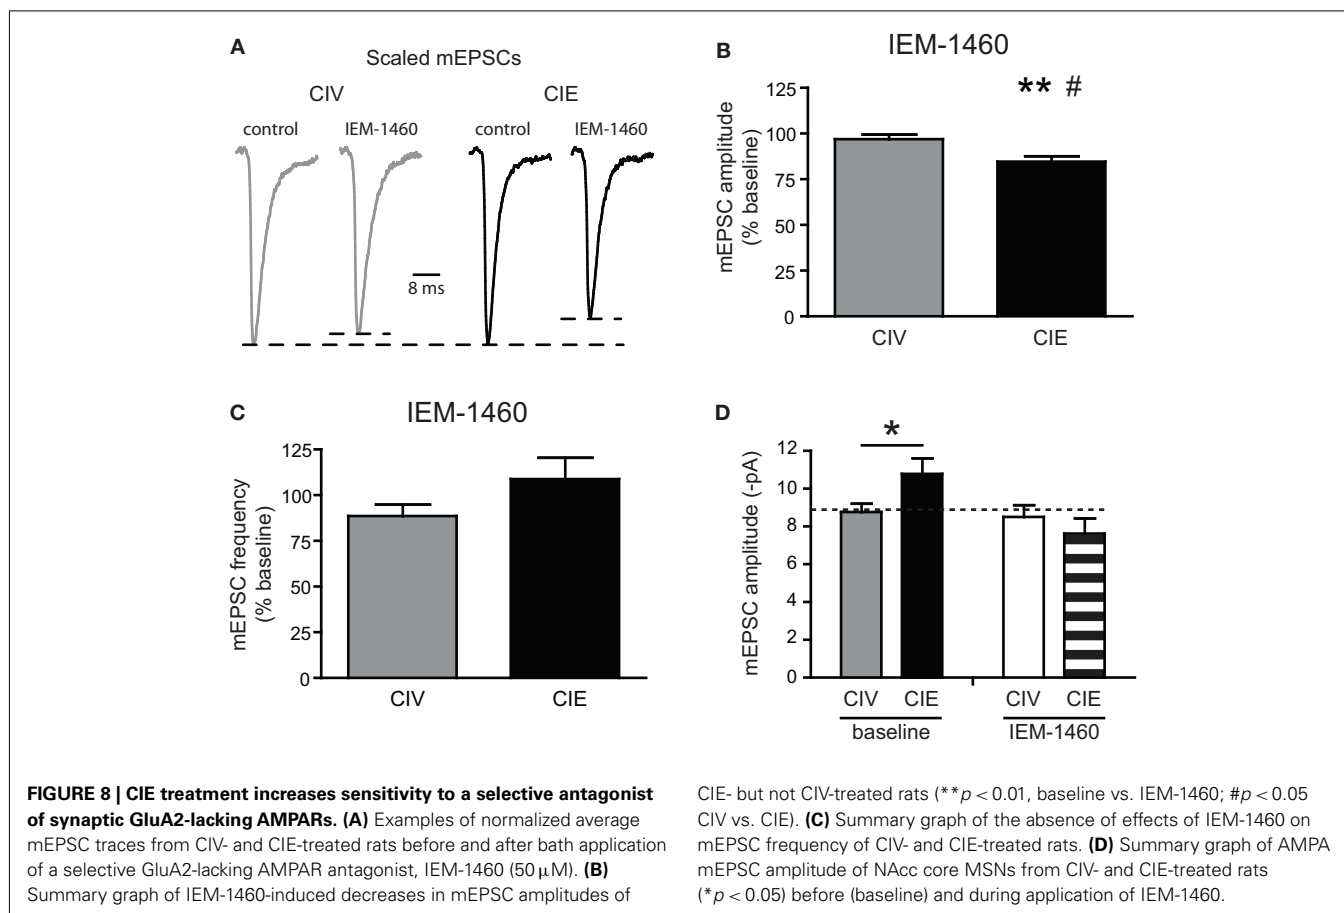 A
Scaled mEPSCs
CIV
CIE
control
IEM-1460
control
IEM-1460
8 ms
B
IEM-1460
** #
mEPSC amplitude
(% baseline)
125
100
75
50
25
0
CIV
CIE
C
IEM-1460
mEPSC frequency
(% baseline)
125
100
75
50
25
0
CIV
CIE
D
*
mEPSC amplitude (-pA)
12
10
8
6
4
2
0
CIV
CIE
CIV
CIE
baseline
IEM-1460
FIGURE 8 | CIE treatment increases sensitivity to a selective antagonist
of synaptic GluA2-lacking AMPARs. (A) Examples of normalized average
mEPSC traces from CIV- and CIE-treated rats before and after bath application
of a selective GluA2-lacking AMPAR antagonist, IEM-1460 (50 μM). (B)
Summary graph of IEM-1460-induced decreases in mEPSC amplitudes of
CIE- but not CIV-treated rats (**p < 0.01, baseline vs. IEM-1460; #p < 0.05
CIV vs. CIE). (C) Summary graph of the absence of effects of IEM-1460 on
mEPSC frequency of CIV- and CIE-treated rats. (D) Summary graph of AMPA
mEPSC amplitude of NAcc core MSNs from CIV- and CIE-treated rats
(*p < 0.05) before (baseline) and during application of IEM-1460.